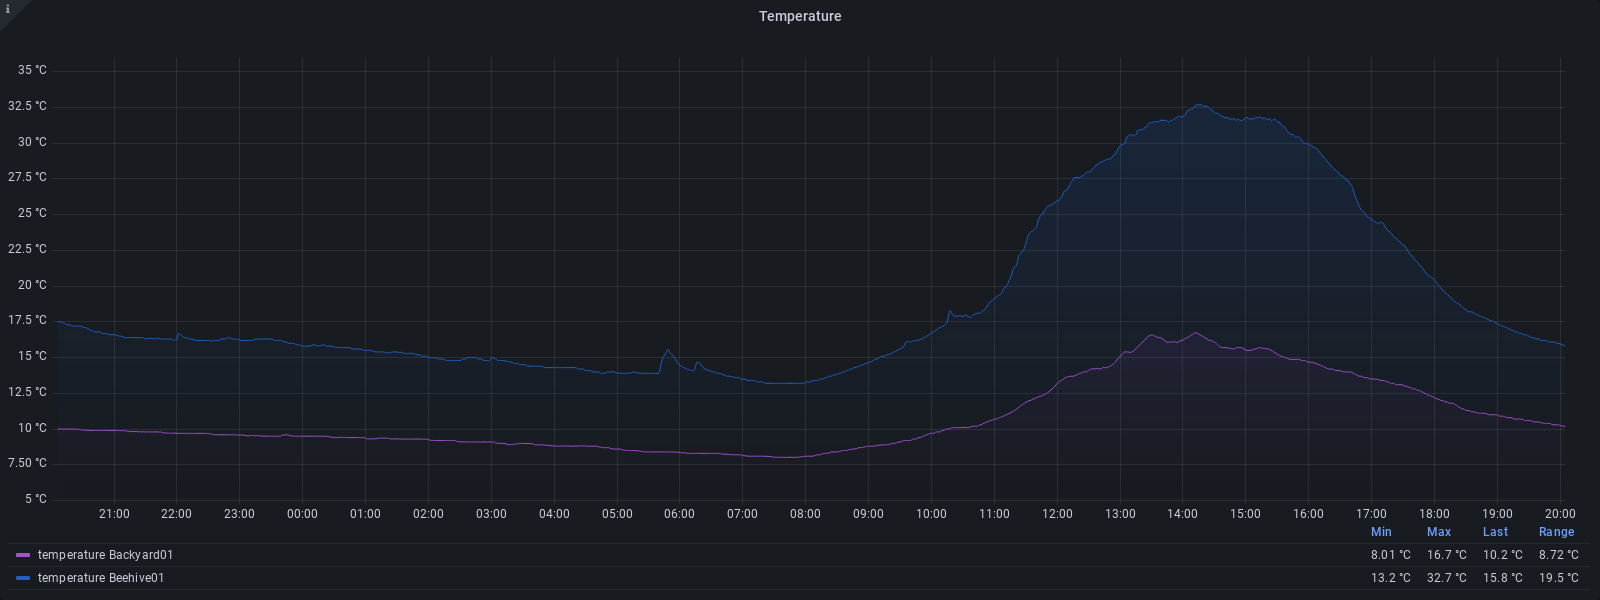 i
Temperature
35 °C
32.5 °C
30 °C
27.5 °C
25 °C
22.5 °C
20 °C
17.5 °C
15 °C
12.5 °C
10 °C
7.50 °C
5 °C
21:00 22:00 23:00 00:00 01:00 02:00 03:00 04:00 05:00 06:00 07:00 08:00 09:00 10:00 11:00 12:00 13:00 14:00 15:00 16:00 17:00 18:00 19:00 20:00
Min Max Last Range
temperature Backyard01 8.01 °C 16.7 °C 10.2 °C 8.72 °C
temperature Beehive01 13.2 °C 32.7 °C 15.8 °C 19.5 °C